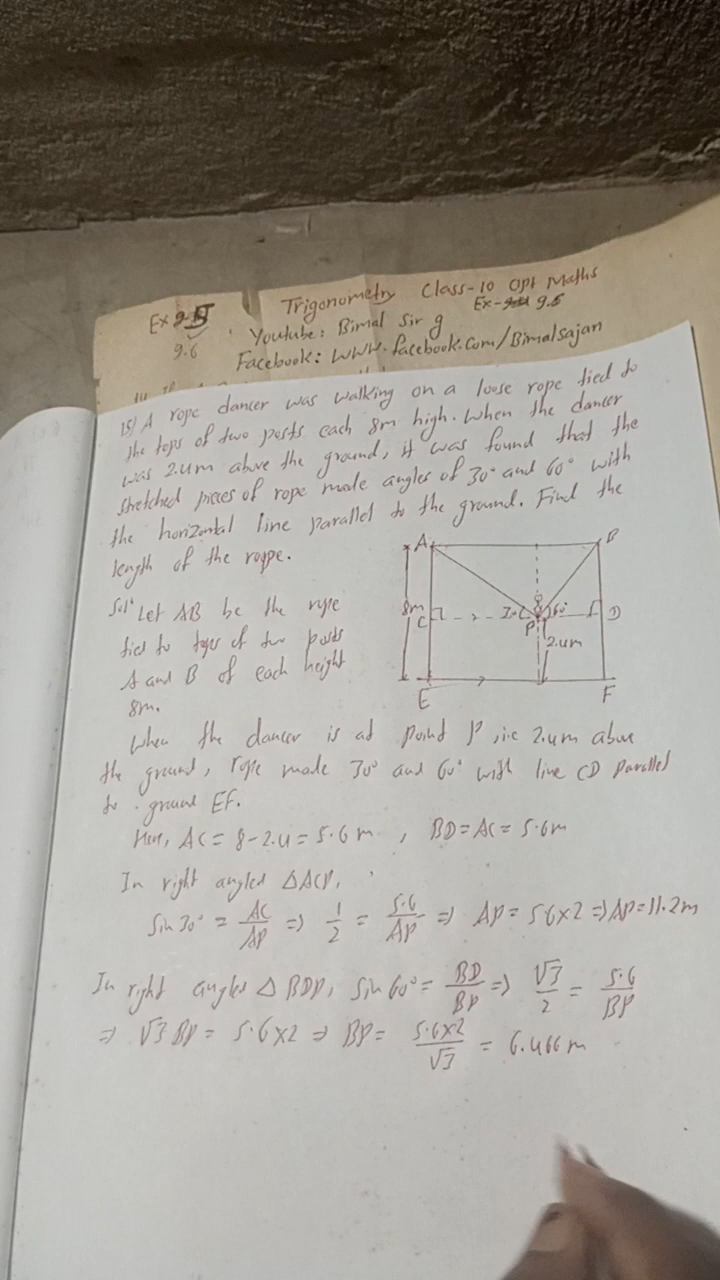 Ex 9.5
9.6
Trigonometry Class-10 Opt Maths
Ex- 9.5
Youtube: Bimal Sir g
Facebook: www.facebook.com/Bimalsajan
15) A rope dancer was walking on a loose rope tied to
the tops of two posts each 8m high. When the dancer
was 2.4m above the ground, it was found that the
stretched pieces of rope made angles of 30° and 60° with
the horizontal line parallel to the ground. Find the
length of the roope.
Solⁿ Let AB be the rope
tied to tops of two posts
A and B of each height
8m.
A
B
8m
C
30°
60°
D
P
2.4m
E
F
When the dancer is at point P, i.e 2.4m above
the ground, rope made 30° and 60° with line CD parallel
to ground EF.
Here, AC = 8-2.4 = 5.6 m , BD = AC = 5.6m
In right angled ΔACP,
Sin 30° = AC/AP => 1/2 = 5.6/AP => AP = 5.6×2 => AP = 11.2m
In right angles Δ BDP, Sin 60° = BD/BP => √3/2 = 5.6/BP
=> √3 BP = 5.6×2 => BP = 5.6×2/√3 = 6.466 m